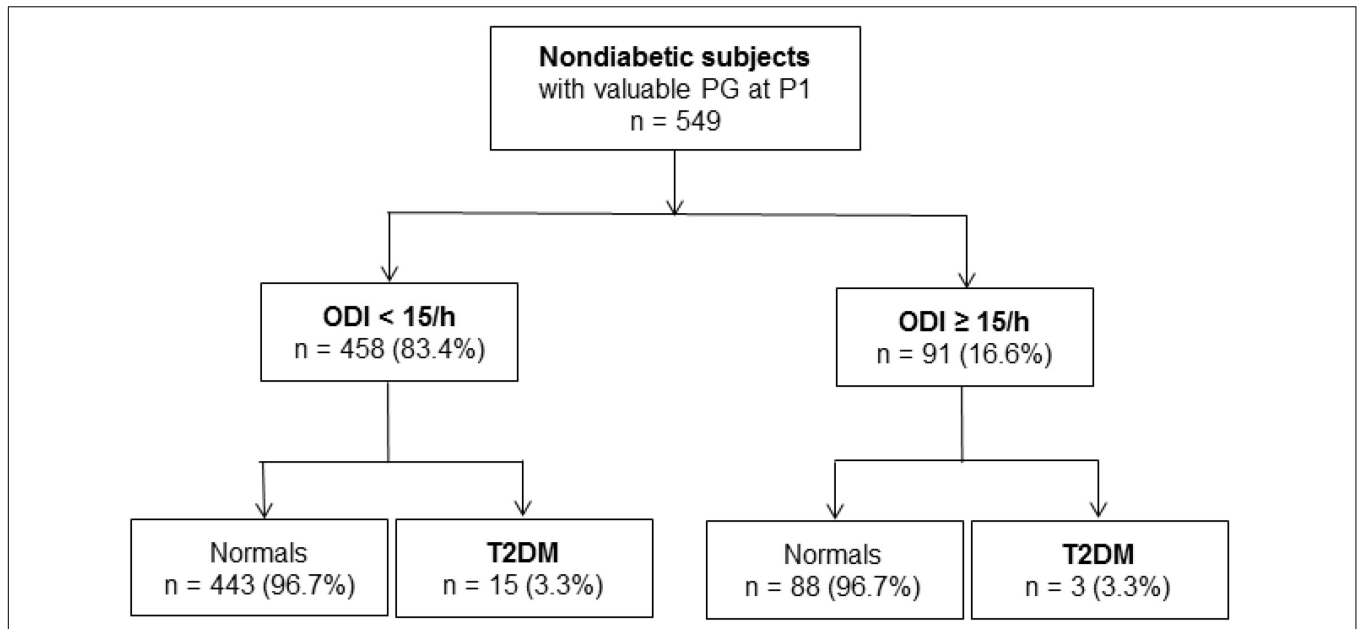 Nondiabetic subjects
with valuable PG at P1
n = 549
ODI < 15/h
n = 458 (83.4%)
ODI ≥ 15/h
n = 91 (16.6%)
Normals
n = 443 (96.7%)
T2DM
n = 15 (3.3%)
Normals
n = 88 (96.7%)
T2DM
n = 3 (3.3%)